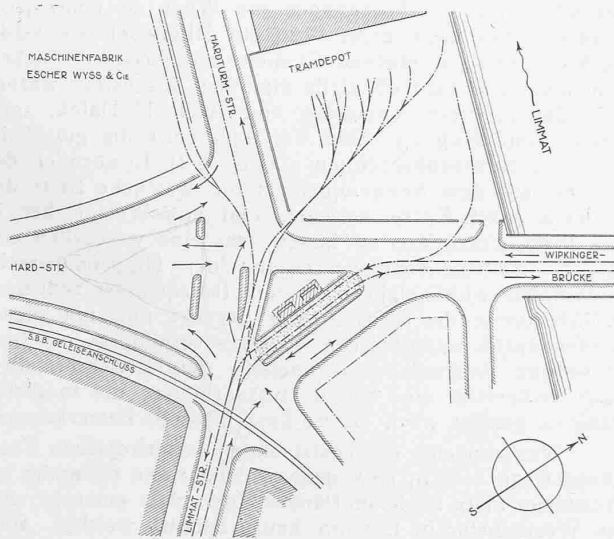 MASCHINENFABRIK
ESCHER WYSS & CIE
HARDTURM-STR.
TRAMDEPOT
LIMMAT
HARD-STR
WIPKINGER-
BRÜCKE
S.B.B. GELEISEANSCHLUSS
LIMMAT-STR.
N
S